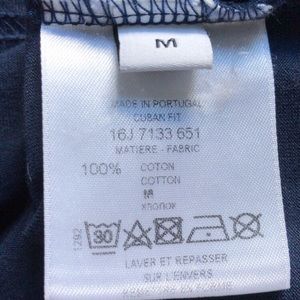 M
MADE IN PORTUGAL
CUBAN FIT
16J 7133 651
MATIERE - FABRIC
100% COTON
COTTON
1292
30
LAVER ET REPASSER
SUR L'ENVERS